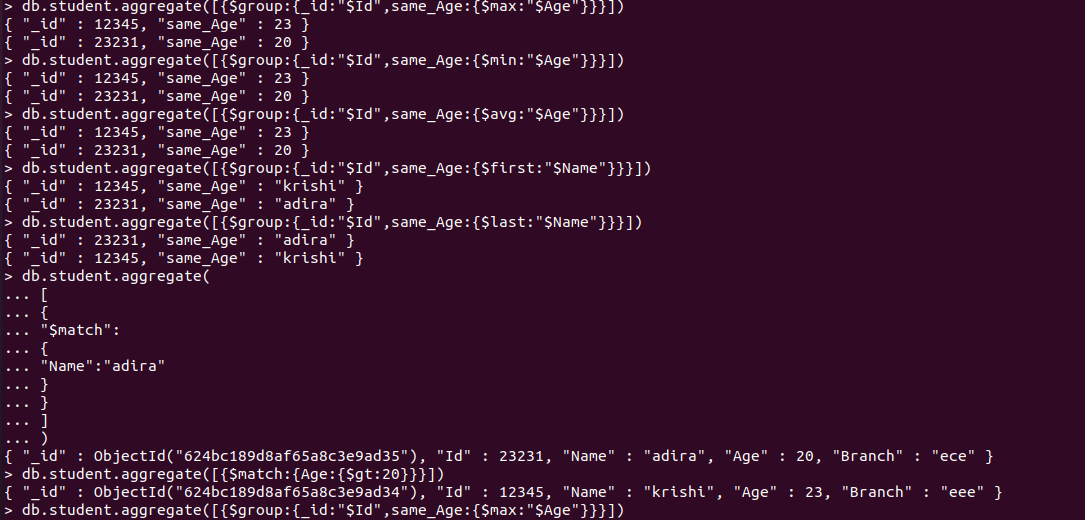 > db.student.aggregate([{$group:{_id:"$Id",same_Age:{$max:"$Age"}}}])
{ "_id" : 12345, "same_Age" : 23 }
{ "_id" : 23231, "same_Age" : 20 }
> db.student.aggregate([{$group:{_id:"$Id",same_Age:{$min:"$Age"}}}])
{ "_id" : 12345, "same_Age" : 23 }
{ "_id" : 23231, "same_Age" : 20 }
> db.student.aggregate([{$group:{_id:"$Id",same_Age:{$avg:"$Age"}}}])
{ "_id" : 12345, "same_Age" : 23 }
{ "_id" : 23231, "same_Age" : 20 }
> db.student.aggregate([{$group:{_id:"$Id",same_Age:{$first:"$Name"}}}])
{ "_id" : 12345, "same_Age" : "krishi" }
{ "_id" : 23231, "same_Age" : "adira" }
> db.student.aggregate([{$group:{_id:"$Id",same_Age:{$last:"$Name"}}}])
{ "_id" : 23231, "same_Age" : "adira" }
{ "_id" : 12345, "same_Age" : "krishi" }
> db.student.aggregate(
... [
... {
... "$match":
... {
... "Name":"adira"
... }
... }
... ]
... )
{ "_id" : ObjectId("624bc189d8af65a8c3e9ad35"), "Id" : 23231, "Name" : "adira", "Age" : 20, "Branch" : "ece" }
> db.student.aggregate([{$match:{Age:{$gt:20}}}])
{ "_id" : ObjectId("624bc189d8af65a8c3e9ad34"), "Id" : 12345, "Name" : "krishi", "Age" : 23, "Branch" : "eee" }
> db.student.aggregate([{$group:{_id:"$Id",same_Age:{$max:"$Age"}}}])